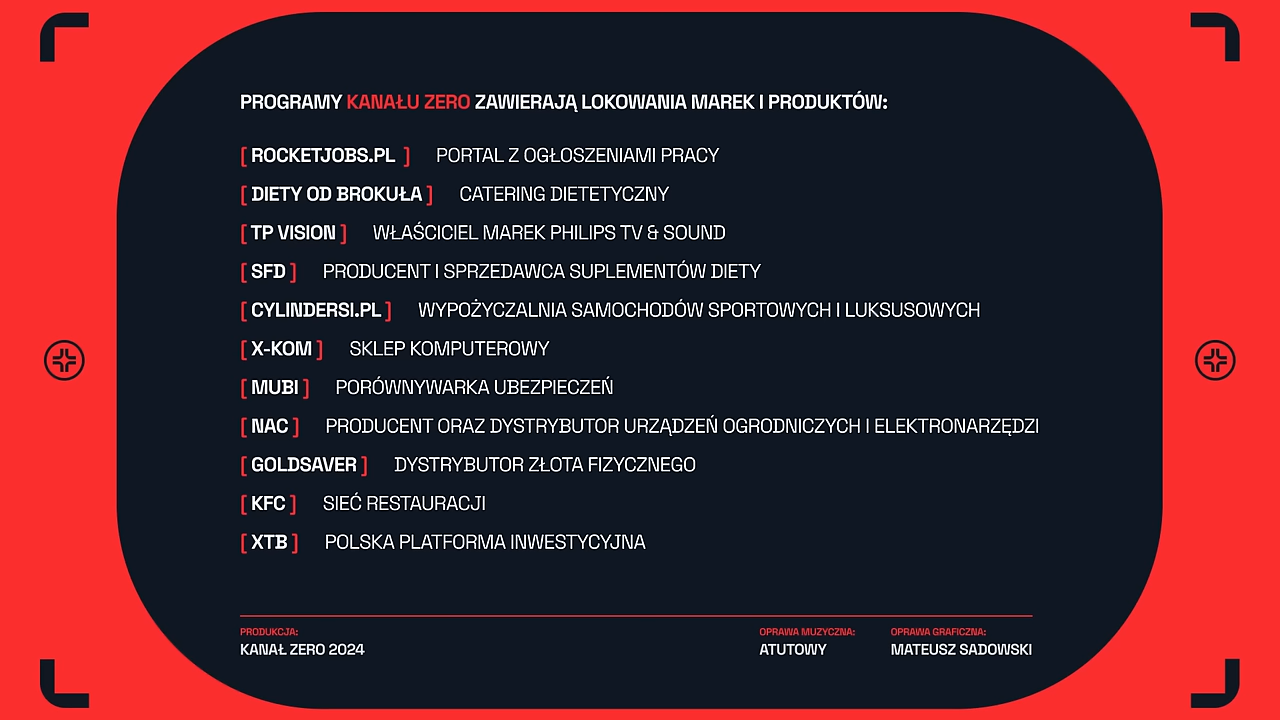 PROGRAMY KANAŁU ZERO ZAWIERAJĄ LOKOWANIA MAREK I PRODUKTÓW:
[ ROCKETJOBS.PL ] PORTAL Z OGŁOSZENIAMI PRACY
[ DIETY OD BROKUŁA ] CATERING DIETETYCZNY
[ TP VISION ] WŁAŚCICIEL MAREK PHILIPS TV & SOUND
[ SFD ] PRODUCENT I SPRZEDAWCA SUPLEMENTÓW DIETY
[ CYLINDERSI.PL ] WYPOŻYCZALNIA SAMOCHODÓW SPORTOWYCH I LUKSUSOWYCH
[ X-KOM ] SKLEP KOMPUTEROWY
[ MUBI ] PORÓWNYWARKA UBEZPIECZEŃ
[ NAC ] PRODUCENT ORAZ DYSTRYBUTOR URZĄDZEŃ OGRODNICZYCH I ELEKTRONARZĘDZI
[ GOLDSAVER ] DYSTRYBUTOR ZŁOTA FIZYCZNEGO
[ KFC ] SIEĆ RESTAURACJI
[ XTB ] POLSKA PLATFORMA INWESTYCYJNA
PRODUKCJA:
KANAŁ ZERO 2024
OPRAWA MUZYCZNA:
ATUTOWY
OPRAWA GRAFICZNA:
MATEUSZ SADOWSKI